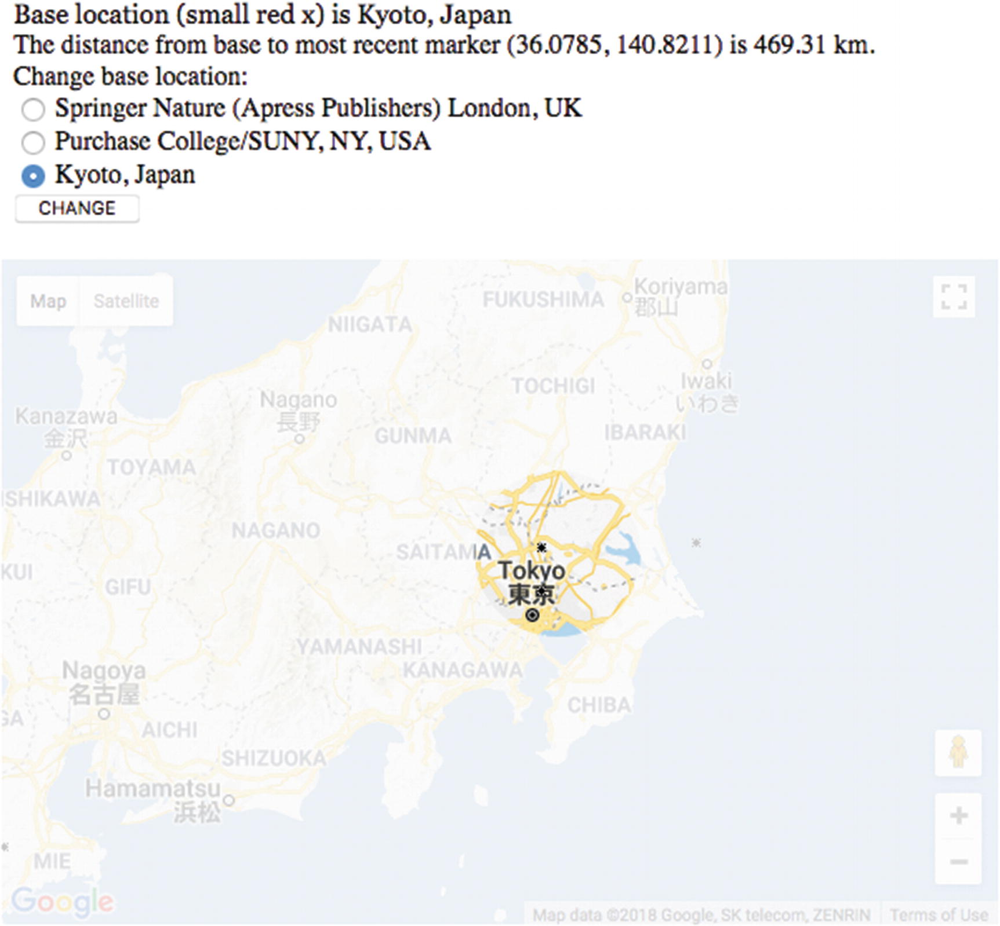 Base location (small red x) is Kyoto, Japan
The distance from base to most recent marker (36.0785, 140.8211) is 469.31 km.
Change base location:
Springer Nature (Apress Publishers) London, UK
Purchase College/SUNY, NY, USA
Kyoto, Japan
CHANGE
Map Satellite
Koriyama
郡山
FUKUSHIMA
NIIGATA
TOCHIGI
Iwaki
いわき
Nagano
長野
Kanazawa
金沢
GUNMA
IBARAKI
TOYAMA
ISHIKAWA
NAGANO
SAITAMA
KUI
Tokyo
東京
GIFU
YAMANASHI
KANAGAWA
Nagoya
名古屋
CHIBA
GA
AICHI
SHIZUOKA
Hamamatsu
浜松
+
−
MIE
Google
Map data ©2018 Google, SK telecom, ZENRIN
Terms of Use